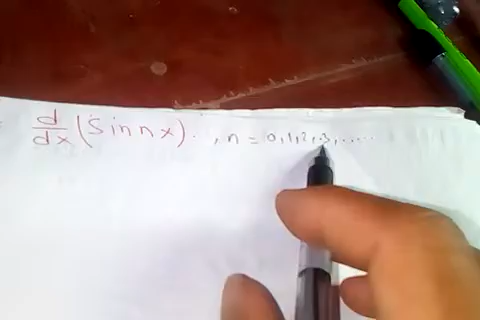 d/dx (Sin nx). , n = 0,1,2,3,.....